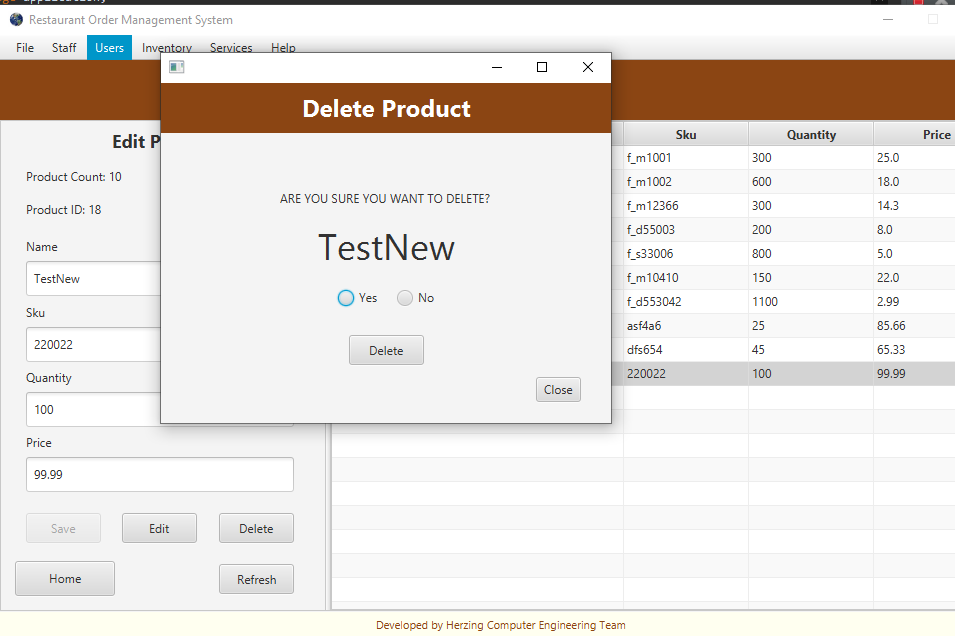 Restaurant Order Management System
File Staff Users Inventory Services Help
Delete Product
ARE YOU SURE YOU WANT TO DELETE?
TestNew
Yes No
Delete
Close
Edit P
Product Count: 10
Product ID: 18
Name
TestNew
Sku
220022
Quantity
100
Price
99.99
Save Edit Delete
Home Refresh
Sku Quantity Price
f_m1001 300 25.0
f_m1002 600 18.0
f_m12366 300 14.3
f_d55003 200 8.0
f_s33006 800 5.0
f_m10410 150 22.0
f_d553042 1100 2.99
asf4a6 25 85.66
dfs654 45 65.33
220022 100 99.99
Developed by Herzing Computer Engineering Team